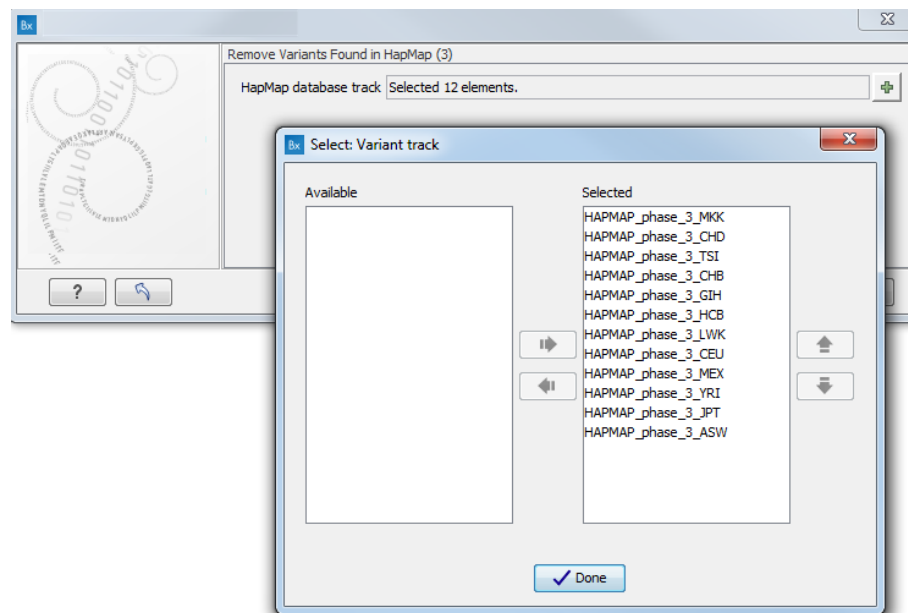 Bx
Remove Variants Found in HapMap (3)
HapMap database track Selected 12 elements.
Bx Select: Variant track
Available
Selected
HAPMAP_phase_3_MKK
HAPMAP_phase_3_CHD
HAPMAP_phase_3_TSI
HAPMAP_phase_3_CHB
HAPMAP_phase_3_GIH
HAPMAP_phase_3_HCB
HAPMAP_phase_3_LWK
HAPMAP_phase_3_CEU
HAPMAP_phase_3_MEX
HAPMAP_phase_3_YRI
HAPMAP_phase_3_JPT
HAPMAP_phase_3_ASW
?
Done